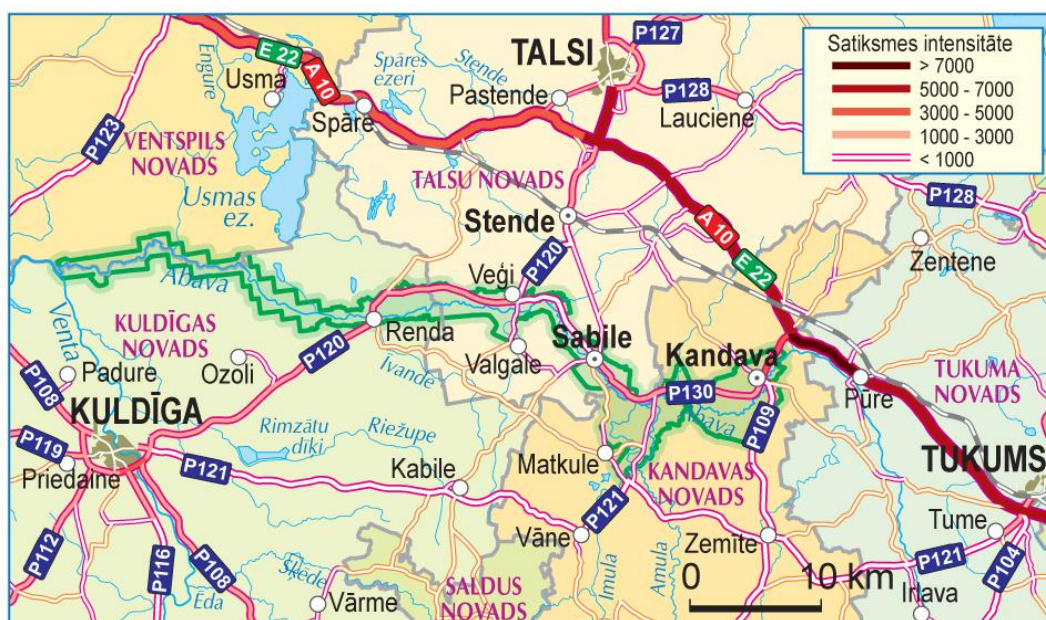 Satiksmes intensitāte
> 7000
5000 - 7000
3000 - 5000
1000 - 3000
< 1000
E 22
A 10
Engure
Usma
Spāres
ezeri
Stende
TALSI
P127
Pastende
P128
Lauciene
Spāre
P123
VENTSPILS
NOVADS
Usmas
ez.
TALSU NOVADS
Stende
A 10
E 22
P128
Zentene
Abava
Veģi
P120
Venta
KULDĪGAS
NOVADS
P120
Renda
Sabile
Valgale
Kandava
Ozoli
Ivande
P130
Abava
P109
Pūre
TUKUMA
NOVADS
P108
Padure
KULDĪGA
Rimzātu
dīķi
Riežupe
P119
Priedaine
P121
Kabile
Matkule
KANDAVAS
NOVADS
TUKUMS
P121
Vāne
Zemīte
Tume
P121
P104
P112
P116
P108
Ēda
Šķēde
Vārme
SALDUS
NOVADS
Imula
Amula
0 10 km
Irlava